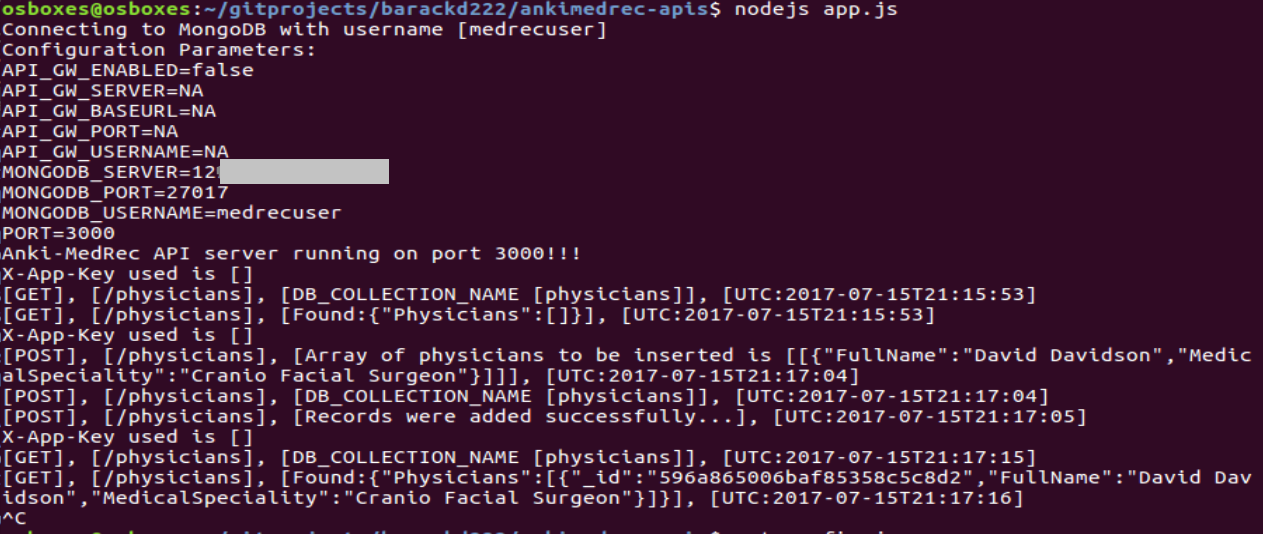 osboxes@osboxes:~/gitprojects/barackd222/ankimedrec-apis$ nodejs app.js
Connecting to MongoDB with username [medrecuser]
Configuration Parameters:
API_GW_ENABLED=false
API_GW_SERVER=NA
API_GW_BASEURL=NA
API_GW_PORT=NA
API_GW_USERNAME=NA
MONGODB_SERVER=12
MONGODB_PORT=27017
MONGODB_USERNAME=medrecuser
PORT=3000
Anki-MedRec API server running on port 3000!!!
X-App-Key used is []
[GET], [/physicians], [DB_COLLECTION_NAME [physicians]], [UTC:2017-07-15T21:15:53]
[GET], [/physicians], [Found:{"Physicians":[]}], [UTC:2017-07-15T21:15:53]
X-App-Key used is []
[POST], [/physicians], [Array of physicians to be inserted is [[{"FullName":"David Davidson","Medic
alSpeciality":"Cranio Facial Surgeon"}]]], [UTC:2017-07-15T21:17:04]
[POST], [/physicians], [DB_COLLECTION_NAME [physicians]], [UTC:2017-07-15T21:17:04]
[POST], [/physicians], [Records were added successfully...], [UTC:2017-07-15T21:17:05]
X-App-Key used is []
[GET], [/physicians], [DB_COLLECTION_NAME [physicians]], [UTC:2017-07-15T21:17:15]
[GET], [/physicians], [Found:{"Physicians":[{"_id":"596a865006baf85358c5c8d2","FullName":"David Dav
idson","MedicalSpeciality":"Cranio Facial Surgeon"}]}], [UTC:2017-07-15T21:17:16]
^C